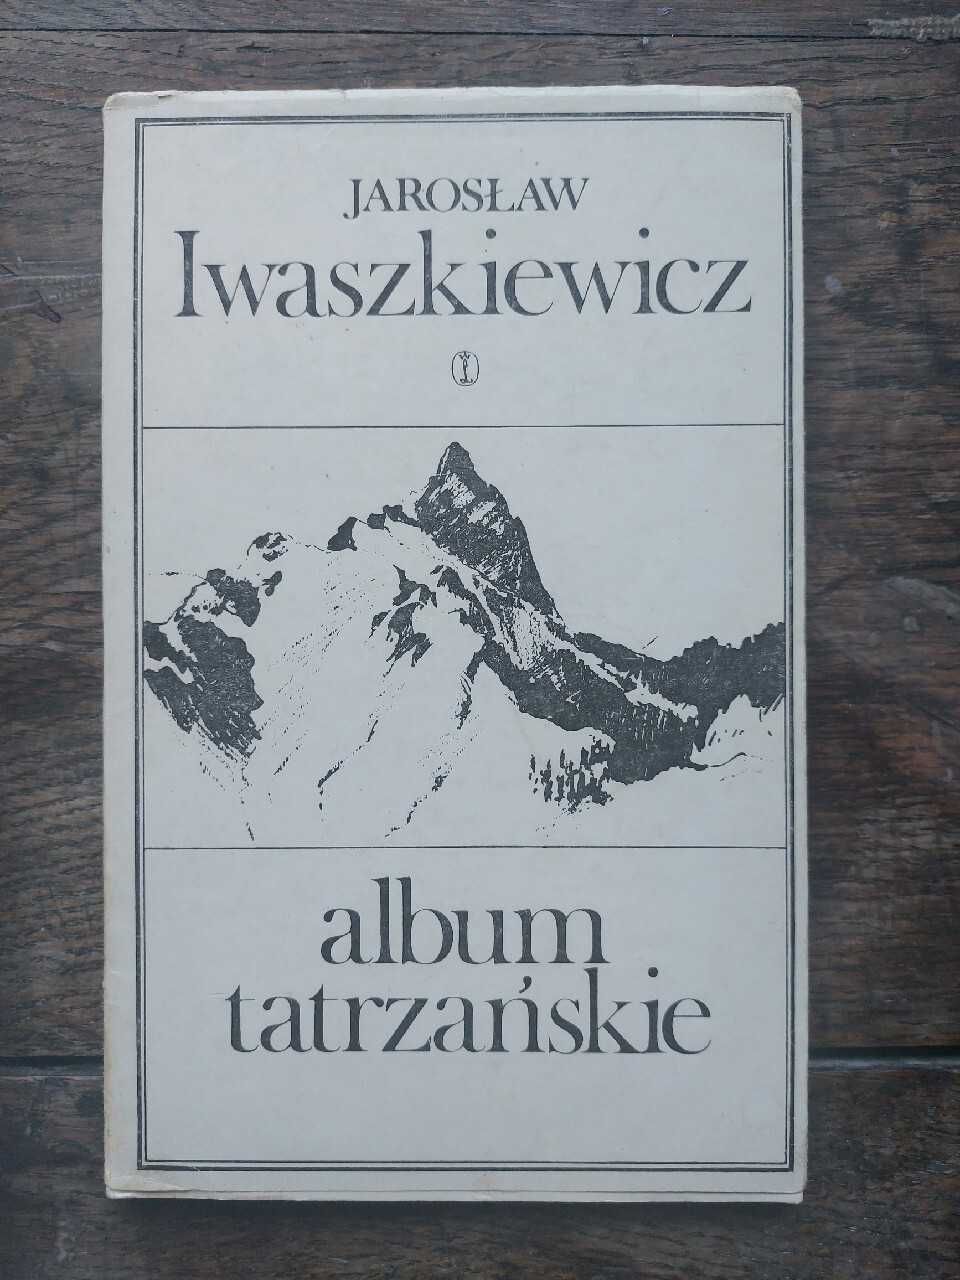 JAROSŁAW
Iwaszkiewicz
album
tatrzańskie